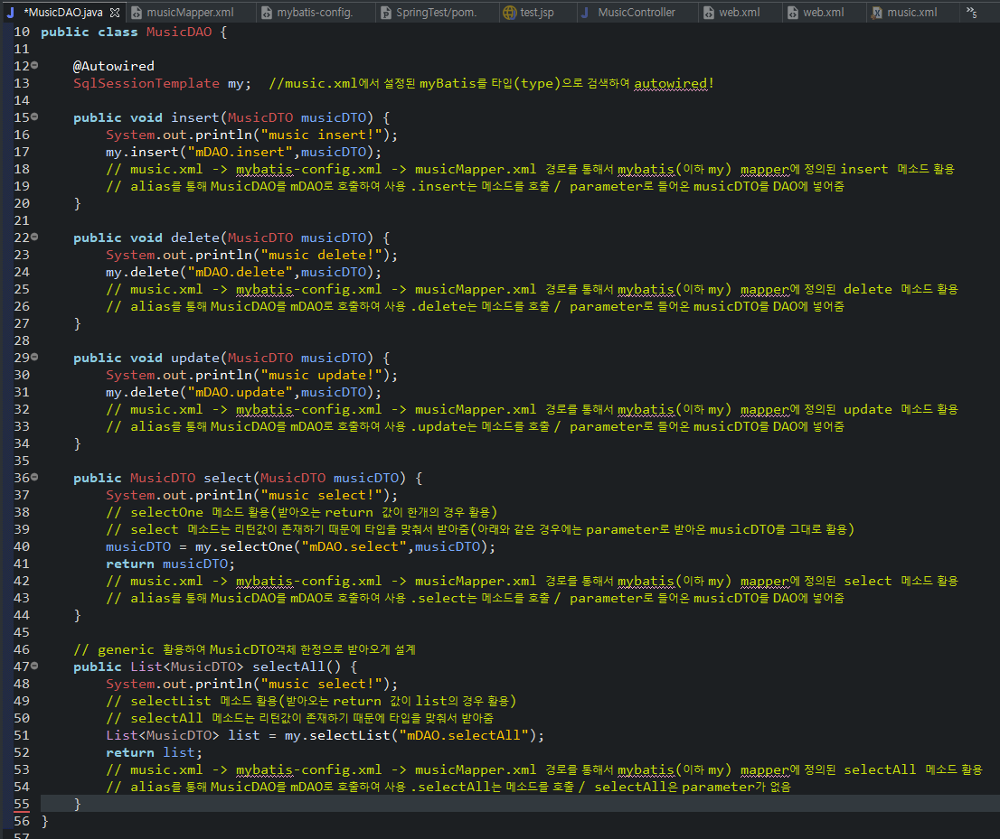 *MusicDAO.java
musicMapper.xml
mybatis-config.
SpringTest/pom.
test.jsp
MusicController
web.xml
web.xml
music.xml
»5
10 public class MusicDAO {
11
12 @Autowired
13 SqlSessionTemplate my; //music.xml에서 설정된 myBatis를 타입(type)으로 검색하여 autowired!
14
15 public void insert(MusicDTO musicDTO) {
16 System.out.println("music insert!");
17 my.insert("mDAO.insert",musicDTO);
18 // music.xml -> mybatis-config.xml -> musicMapper.xml 경로를 통해서 mybatis(이하 my) mapper에 정의된 insert 메소드 활용
19 // alias를 통해 MusicDAO를 mDAO로 호출하여 사용 .insert는 메소드를 호출 / parameter로 들어온 musicDTO를 DAO에 넣어줌
20 }
21
22 public void delete(MusicDTO musicDTO) {
23 System.out.println("music delete!");
24 my.delete("mDAO.delete",musicDTO);
25 // music.xml -> mybatis-config.xml -> musicMapper.xml 경로를 통해서 mybatis(이하 my) mapper에 정의된 delete 메소드 활용
26 // alias를 통해 MusicDAO를 mDAO로 호출하여 사용 .delete는 메소드를 호출 / parameter로 들어온 musicDTO를 DAO에 넣어줌
27 }
28
29 public void update(MusicDTO musicDTO) {
30 System.out.println("music update!");
31 my.delete("mDAO.update",musicDTO);
32 // music.xml -> mybatis-config.xml -> musicMapper.xml 경로를 통해서 mybatis(이하 my) mapper에 정의된 update 메소드 활용
33 // alias를 통해 MusicDAO를 mDAO로 호출하여 사용 .update는 메소드를 호출 / parameter로 들어온 musicDTO를 DAO에 넣어줌
34 }
35
36 public MusicDTO select(MusicDTO musicDTO) {
37 System.out.println("music select!");
38 // selectOne 메소드 활용(받아오는 return 값이 한개의 경우 활용)
39 // select 메소드는 리턴값이 존재하기 때문에 타입을 맞춰서 받아줌(아래와 같은 경우에는 parameter로 받아온 musicDTO를 그대로 활용)
40 musicDTO = my.selectOne("mDAO.select",musicDTO);
41 return musicDTO;
42 // music.xml -> mybatis-config.xml -> musicMapper.xml 경로를 통해서 mybatis(이하 my) mapper에 정의된 select 메소드 활용
43 // alias를 통해 MusicDAO를 mDAO로 호출하여 사용 .select는 메소드를 호출 / parameter로 들어온 musicDTO를 DAO에 넣어줌
44 }
45
46 // generic 활용하여 MusicDTO객체 한정으로 받아오게 설계
47 public List<MusicDTO> selectAll() {
48 System.out.println("music select!");
49 // selectList 메소드 활용(받아오는 return 값이 list의 경우 활용)
50 // selectAll 메소드는 리턴값이 존재하기 때문에 타입을 맞춰서 받아줌
51 List<MusicDTO> list = my.selectList("mDAO.selectAll");
52 return list;
53 // music.xml -> mybatis-config.xml -> musicMapper.xml 경로를 통해서 mybatis(이하 my) mapper에 정의된 selectAll 메소드 활용
54 // alias를 통해 MusicDAO를 mDAO로 호출하여 사용 .selectAll는 메소드를 호출 / selectAll은 parameter가 없음
55 }
56 }
57